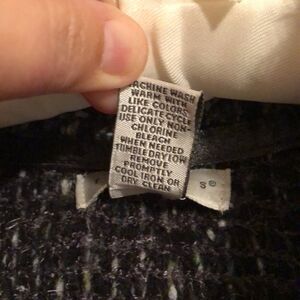 MACHINE WASH
WARM WITH
LIKE COLORS
DELICATE CYCLE
USE ONLY NON-
CHLORINE
BLEACH
WHEN NEEDED
TUMBLE DRY LOW
REMOVE
PROMPTLY
COOL IRON OR
DRY CLEAN
S